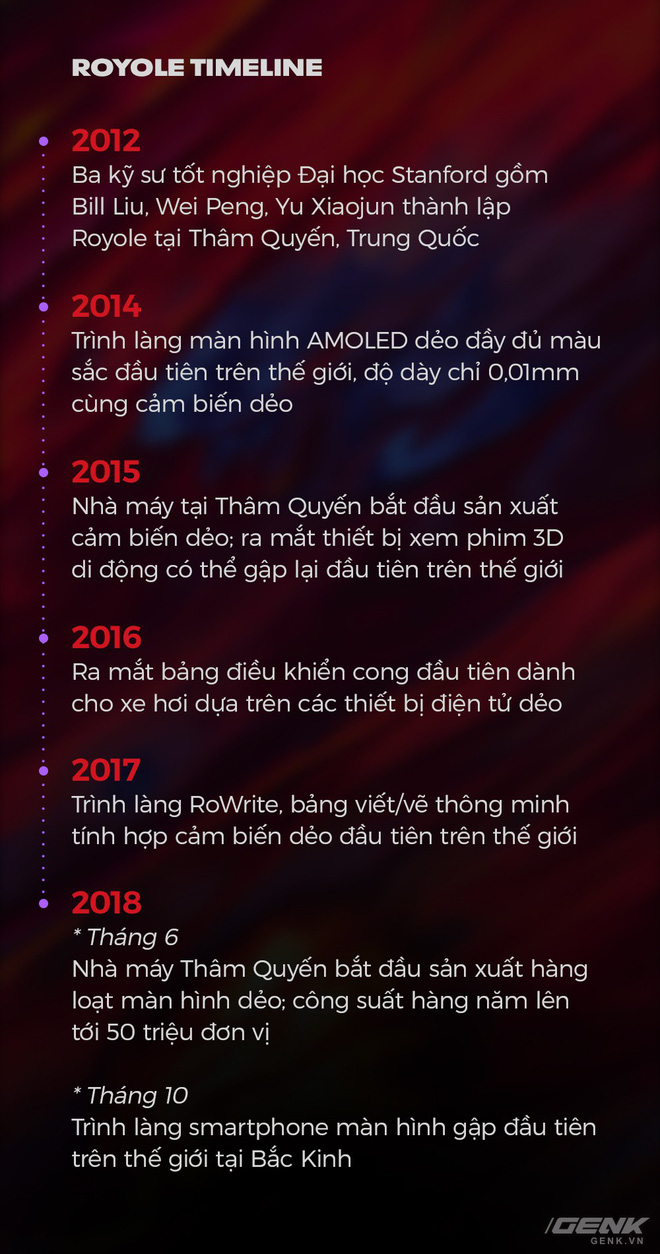 ROYOLE TIMELINE
2012
Ba kỹ sư tốt nghiệp Đại học Stanford gồm
Bill Liu, Wei Peng, Yu Xiaojun thành lập
Royole tại Thâm Quyến, Trung Quốc
2014
Trình làng màn hình AMOLED dẻo đầy đủ màu
sắc đầu tiên trên thế giới, độ dày chỉ 0,01mm
cùng cảm biến dẻo
2015
Nhà máy tại Thâm Quyến bắt đầu sản xuất
cảm biến dẻo; ra mắt thiết bị xem phim 3D
di động có thể gập lại đầu tiên trên thế giới
2016
Ra mắt bảng điều khiển cong đầu tiên dành
cho xe hơi dựa trên các thiết bị điện tử dẻo
2017
Trình làng RoWrite, bảng viết/vẽ thông minh
tính hợp cảm biến dẻo đầu tiên trên thế giới
2018
* Tháng 6
Nhà máy Thâm Quyến bắt đầu sản xuất hàng
loạt màn hình dẻo; công suất hàng năm lên
tới 50 triệu đơn vị
* Tháng 10
Trình làng smartphone màn hình gập đầu tiên
trên thế giới tại Bắc Kinh
/GENK
GENK.VN